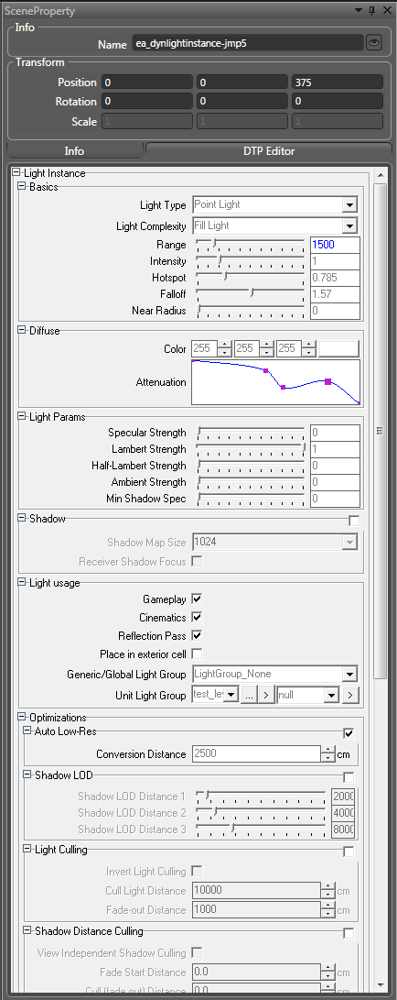 SceneProperty
Info
Name ea_dynlightinstance-jmp5
Transform
Position 0 0 375
Rotation 0 0 0
Scale 1 1 1
Info DTP Editor
Light Instance
Basics
Light Type Point Light
Light Complexity Fill Light
Range 1500
Intensity 1
Hotspot 0.785
Falloff 1.57
Near Radius 0
Diffuse
Color 255 255 255
Attenuation
Light Params
Specular Strength 0
Lambert Strength 1
Half-Lambert Strength 0
Ambient Strength 0
Min Shadow Spec 0
Shadow
Shadow Map Size 1024
Receiver Shadow Focus
Light usage
Gameplay
Cinematics
Reflection Pass
Place in exterior cell
Generic/Global Light Group LightGroup_None
Unit Light Group test_le ... > null >
Optimizations
Auto Low-Res
Conversion Distance 2500 cm
Shadow LOD
Shadow LOD Distance 1 2000
Shadow LOD Distance 2 4000
Shadow LOD Distance 3 8000
Light Culling
Invert Light Culling
Cull Light Distance 10000 cm
Fade-out Distance 1000 cm
Shadow Distance Culling
View Independent Shadow Culling
Fade Start Distance 0.0 cm
Cull (fade out) Distance 0.0 cm